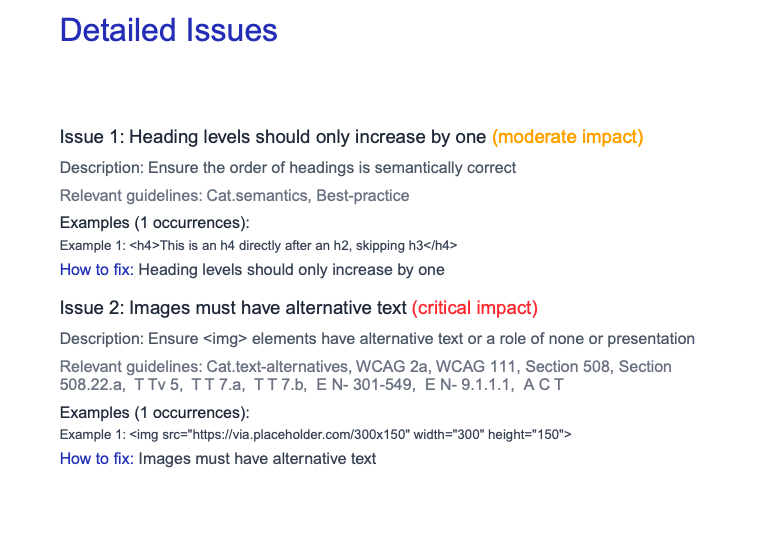 Detailed Issues
Issue 1: Heading levels should only increase by one (moderate impact)
Description: Ensure the order of headings is semantically correct
Relevant guidelines: Cat.semantics, Best-practice
Examples (1 occurrences):
Example 1: <h4>This is an h4 directly after an h2, skipping h3</h4>
How to fix: Heading levels should only increase by one
Issue 2: Images must have alternative text (critical impact)
Description: Ensure <img> elements have alternative text or a role of none or presentation
Relevant guidelines: Cat.text-alternatives, WCAG 2a, WCAG 111, Section 508, Section
508.22.a, T Tv 5, T T 7.a, T T 7.b, E N- 301-549, E N- 9.1.1.1, A C T
Examples (1 occurrences):
Example 1: <img src="https://via.placeholder.com/300x150" width="300" height="150">
How to fix: Images must have alternative text